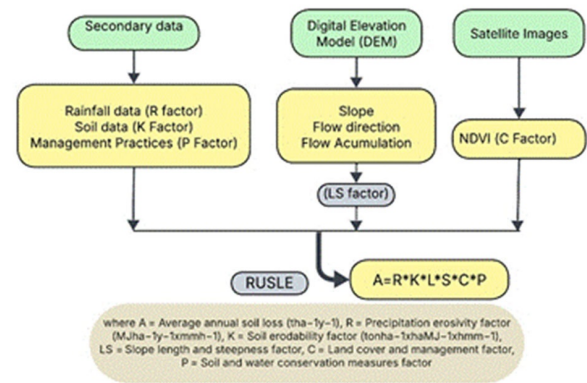 Secondary data
Digital Elevation
Model (DEM)
Satellite Images
Rainfall data (R factor)
Soil data (K Factor)
Management Practices (P Factor)
Slope
Flow direction
Flow Acumulation
NDVI (C Factor)
(LS factor)
RUSLE
A=R*K*L*S*C*P
where A = Average annual soil loss (tha-1y-1), R = Precipitation erosivity factor
(MJha-1y-1xmmh-1), K = Soil erodability factor (tonha-1xhaMJ-1xhmm-1),
LS = Slope length and steepness factor, C = Land cover and management factor,
P = Soil and water conservation measures factor